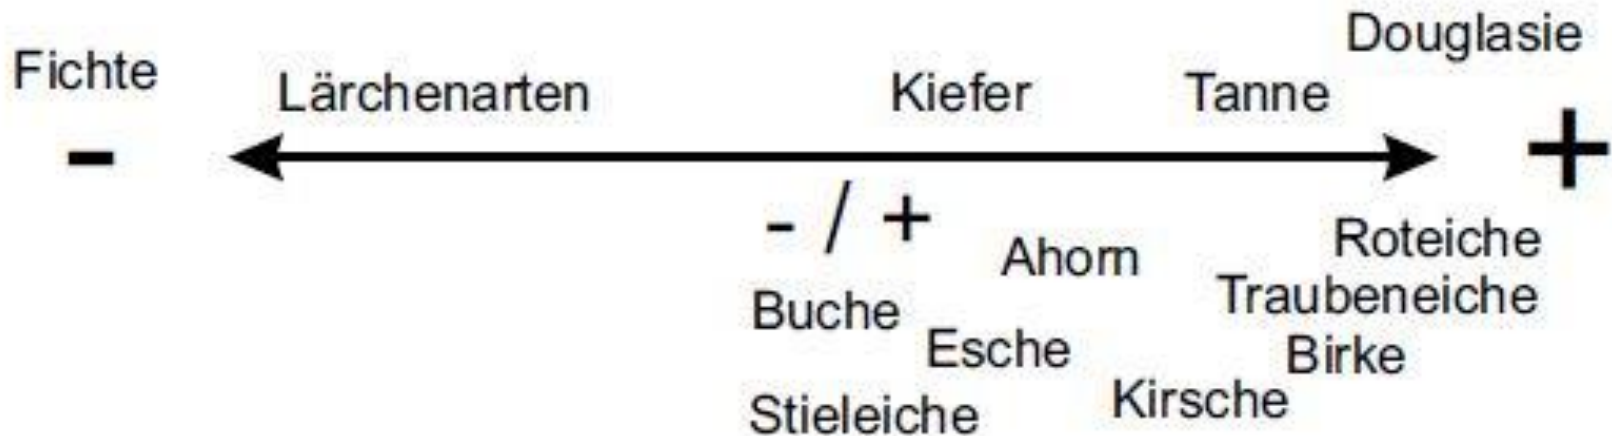 Douglasie
Fichte
Lärchenarten Kiefer Tanne
- +
- / +
Roteiche
Ahorn
Traubeneiche
Buche
Esche
Birke
Kirsche
Stieleiche